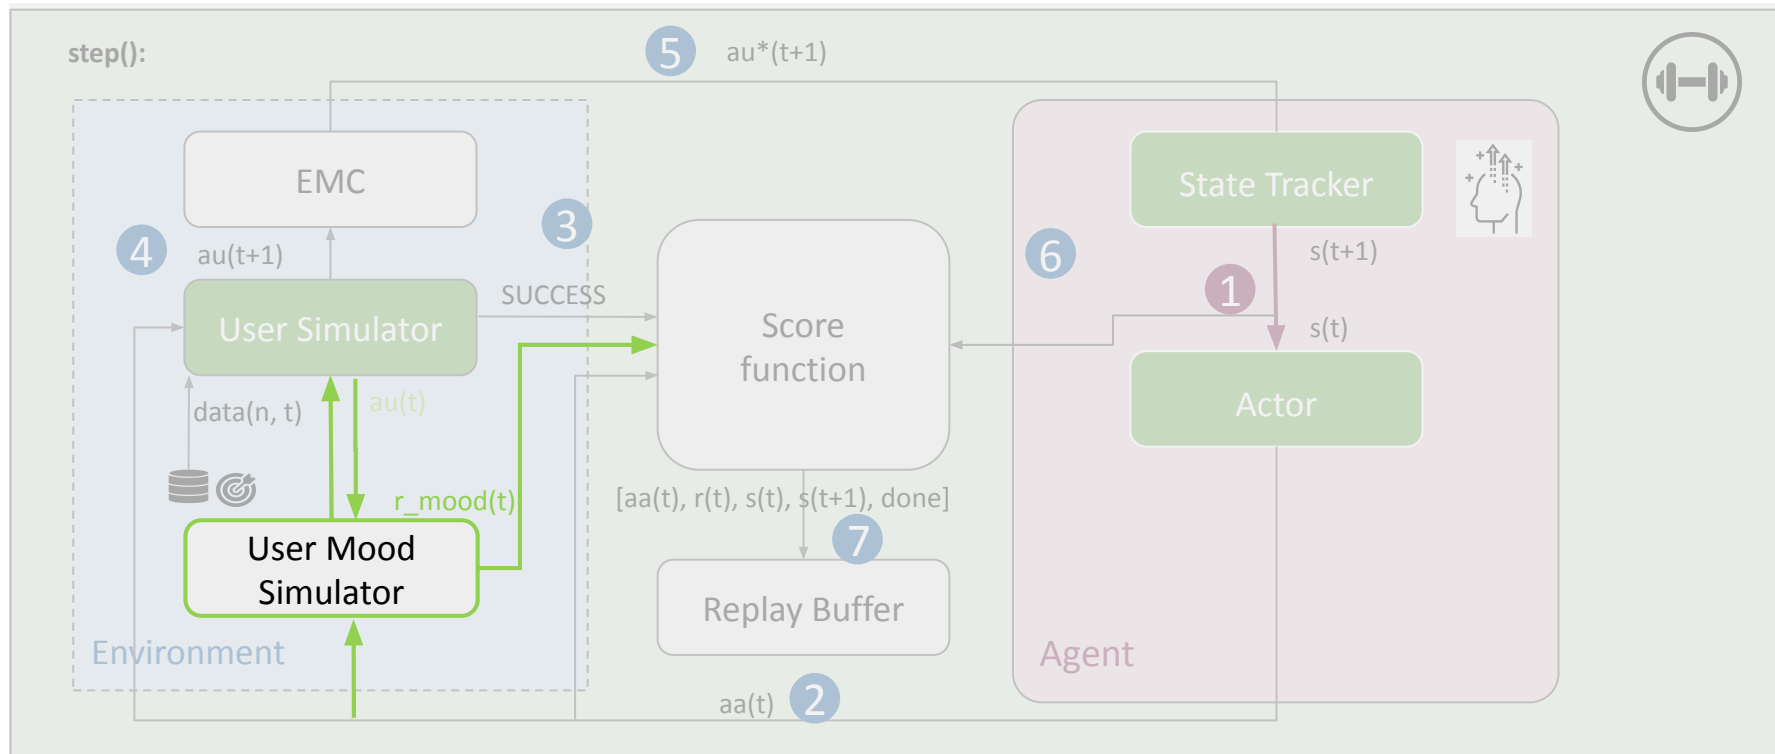 step():
5
au*(t+1)
EMC
State Tracker
3
4
au(t+1)
6
s(t+1)
SUCCESS
1
User Simulator
Score
function
s(t)
au(t)
data(n, t)
Actor
r_mood(t)
[aa(t), r(t), s(t), s(t+1), done]
User Mood
Simulator
7
Replay Buffer
Environment
Agent
aa(t)
2